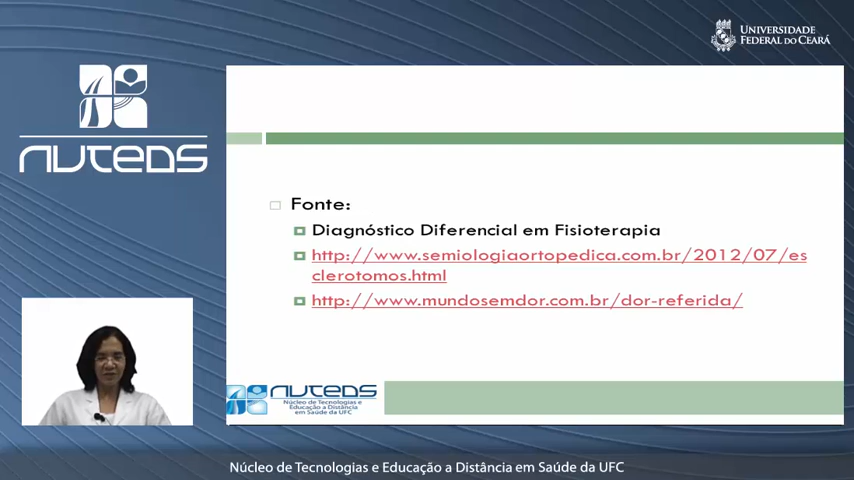 UNIVERSIDADE
FEDERAL DO CEARÁ
NUTEDS
Fonte:
Diagnóstico Diferencial em Fisioterapia
http://www.semiologiaortopedica.com.br/2012/07/es
clerotomos.html
http://www.mundosemdor.com.br/dor-referida/
NUTEDS
Núcleo de Tecnologias e
Educação a Distância
em Saúde da UFC
Núcleo de Tecnologias e Educação a Distância em Saúde da UFC